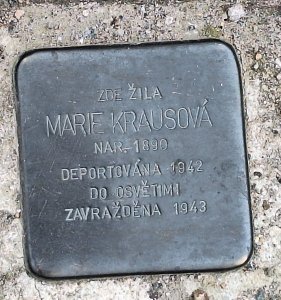 ZDE ŽILA
MARIE KRAUSOVÁ
NAR. 1890
DEPORTOVÁNA 1942
DO OSVĚTIMI
ZAVRAŽDĚNA 1943